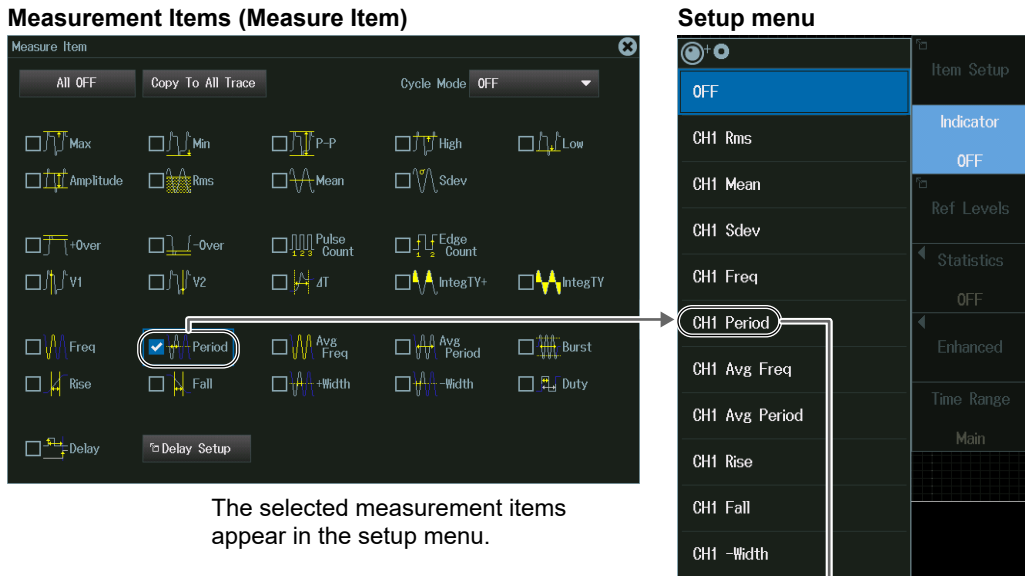 Measurement Items (Measure Item)
Measure Item
All OFF
Copy To All Trace
Cycle Mode OFF
Max
Min
P-P
High
Low
Amplitude
Rms
Mean
Sdev
+Over
-Over
Pulse
Count
1 2 3
Edge
Count
1 2
V1
V2
ΔT
IntegTY+
IntegTY
Freq
Period
Avg
Freq
Avg
Period
Burst
Rise
Fall
+Width
-Width
Duty
Delay
Delay Setup
The selected measurement items
appear in the setup menu.
Setup menu
OFF
CH1 Rms
CH1 Mean
CH1 Sdev
CH1 Freq
CH1 Period
CH1 Avg Freq
CH1 Avg Period
CH1 Rise
CH1 Fall
CH1 -Width
Item Setup
Indicator
OFF
Ref Levels
Statistics
OFF
Enhanced
Time Range
Main